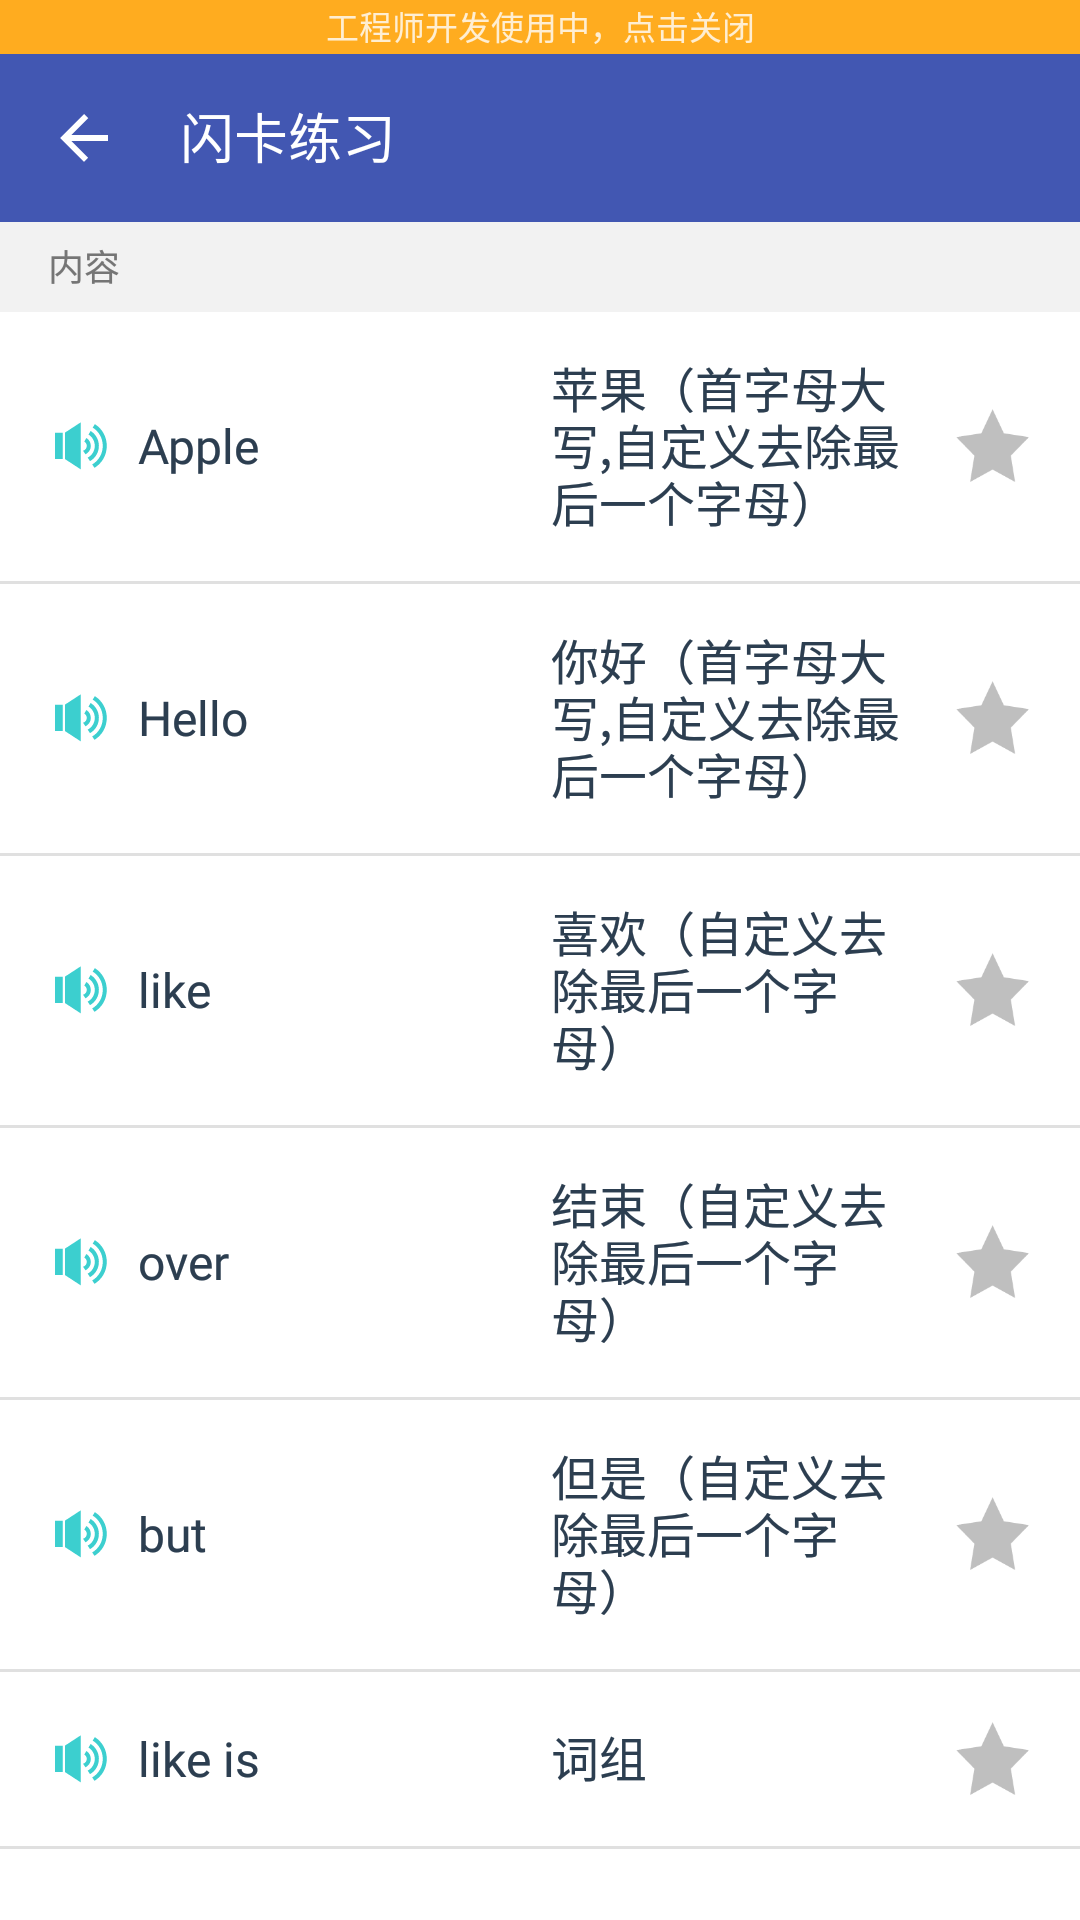 工程师开发使用中，点击关闭
闪卡练习
内容
Apple
苹果（首字母大
写,自定义去除最
后一个字母）
Hello
你好（首字母大
写,自定义去除最
后一个字母）
like
喜欢（自定义去
除最后一个字
母）
over
结束（自定义去
除最后一个字
母）
but
但是（自定义去
除最后一个字
母）
like is
词组